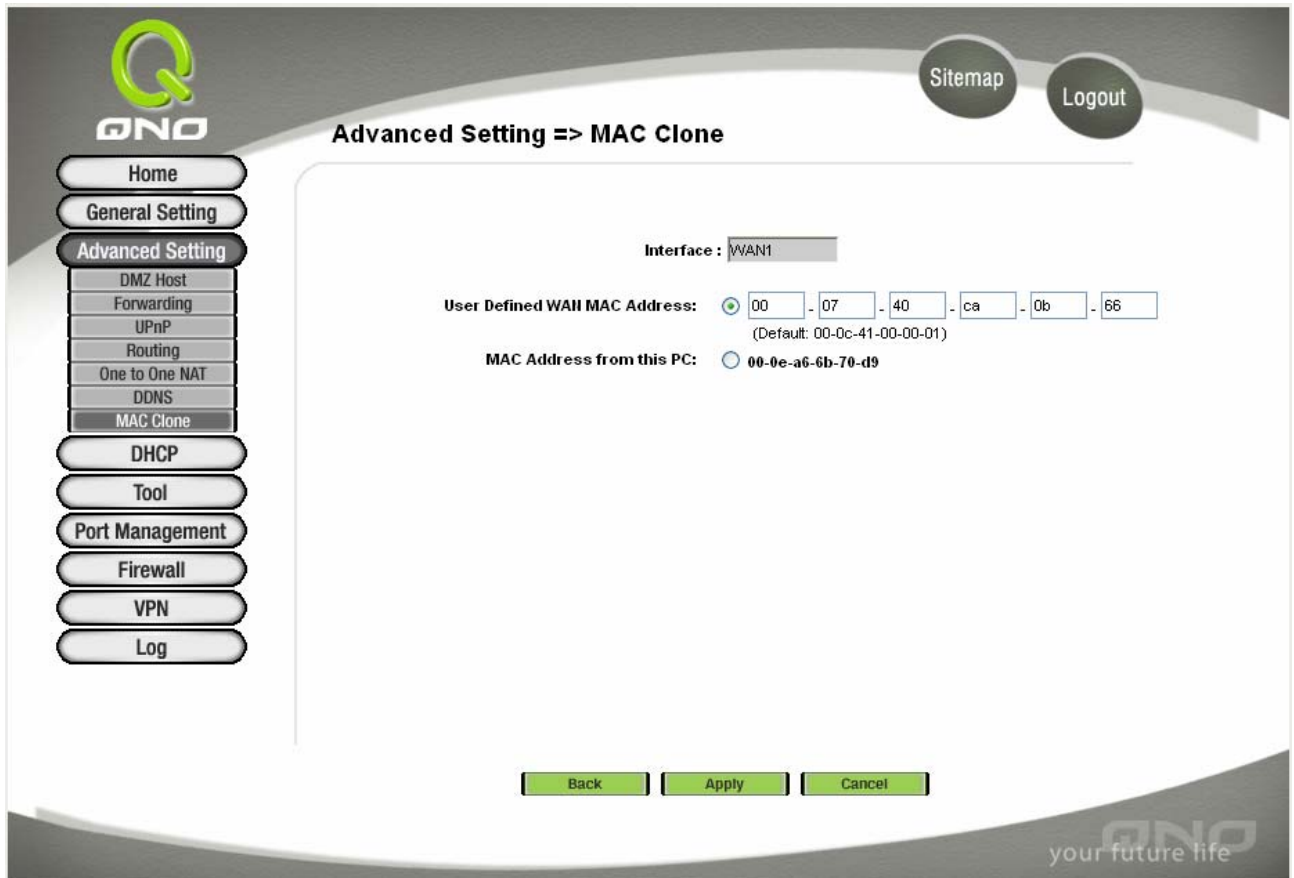 QNO
Sitemap
Logout
Advanced Setting => MAC Clone
Home
General Setting
Advanced Setting
DMZ Host
Forwarding
UPnP
Routing
One to One NAT
DDNS
MAC Clone
DHCP
Tool
Port Management
Firewall
VPN
Log
Interface : WAN1
User Defined WAN MAC Address: 00 - 07 - 40 - ca - 0b - 66
(Default: 00-0c-41-00-00-01)
MAC Address from this PC: 00-0e-a6-6b-70-d9
Back Apply Cancel
QNO
your future life